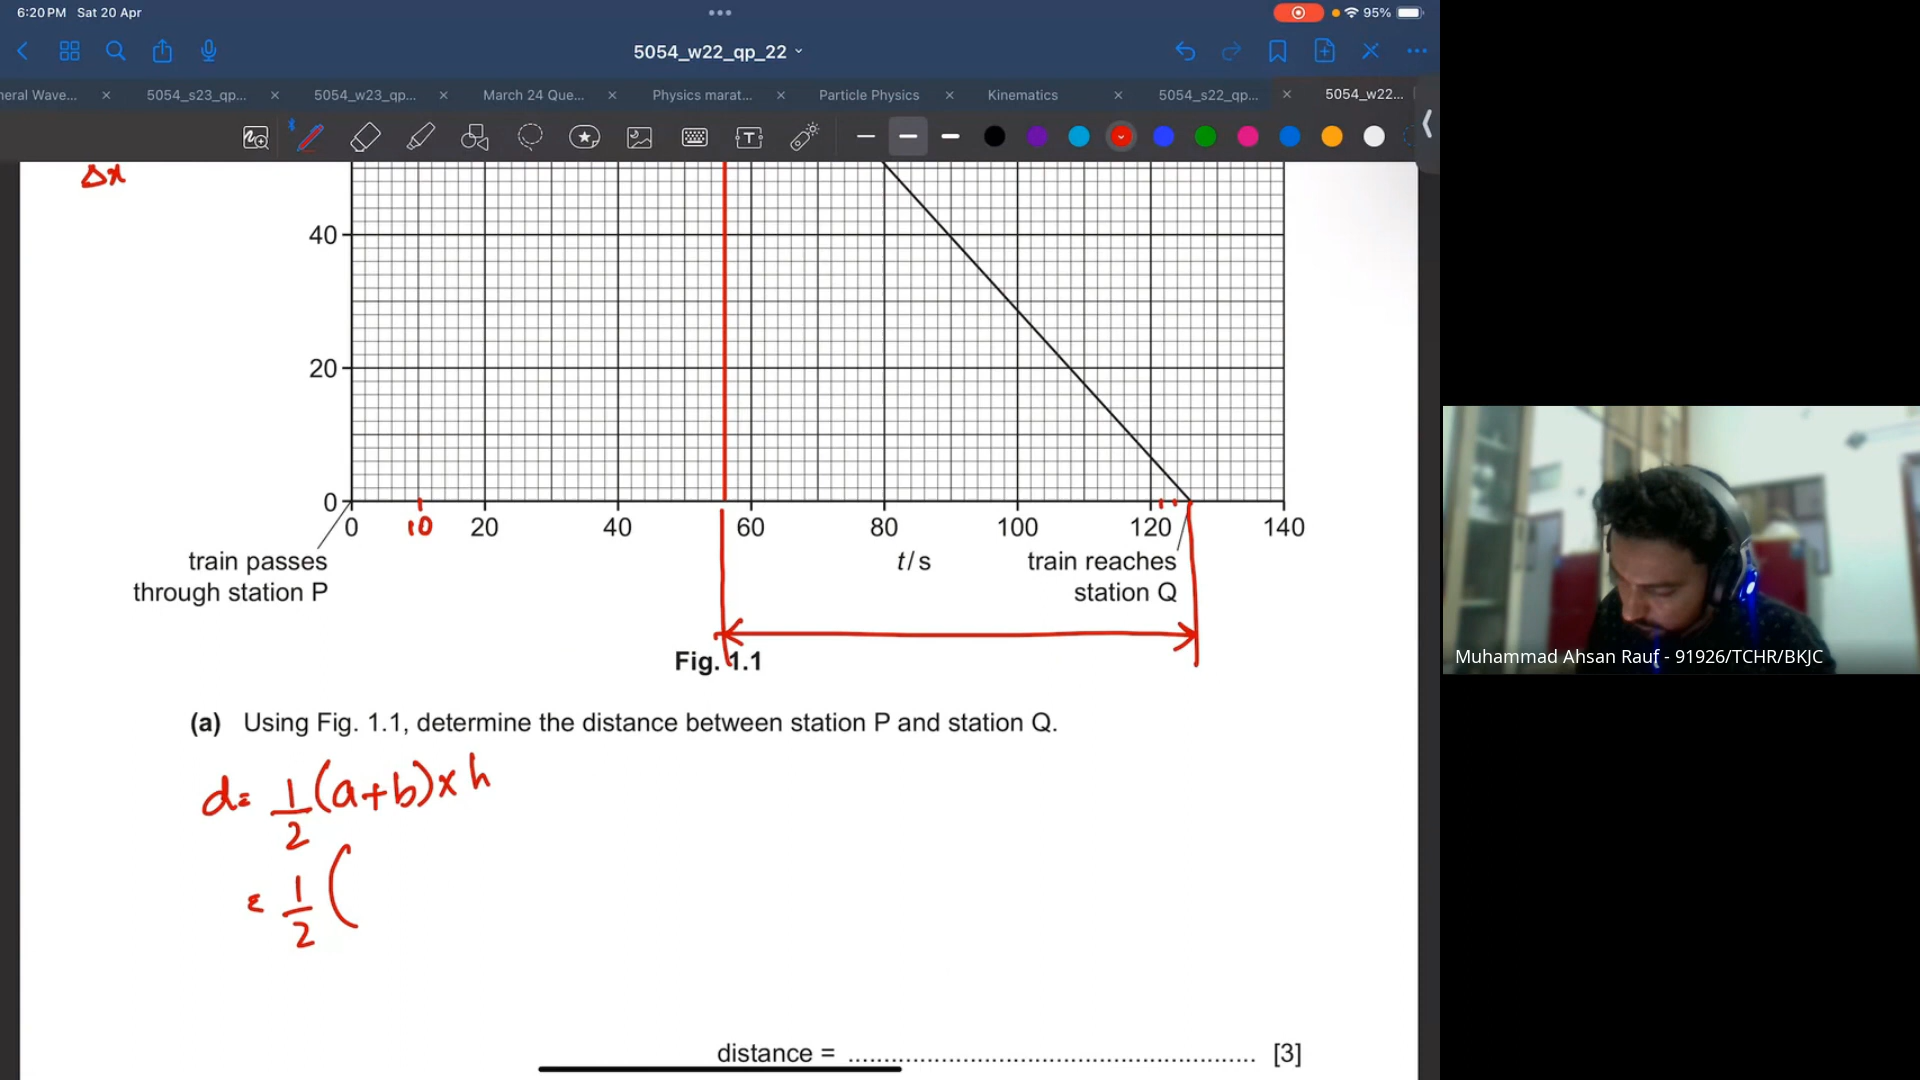 6:20 PM Sat 20 Apr
95%
5054_w22_qp_22
neral Wave...
5054_s23_qp...
5054_w23_qp...
March 24 Que...
Physics marat...
Particle Physics
Kinematics
5054_s22_qp...
5054_w22...
Δx
40
20
0
0 10 20 40 60 80 100 120 140
train passes
through station P
t/s
train reaches
station Q
Fig. 1.1
(a) Using Fig. 1.1, determine the distance between station P and station Q.
d= 1/2 (a+b)×h
= 1/2 (
distance = ........................................................ [3]
Muhammad Ahsan Rauf - 91926/TCHR/BKJC